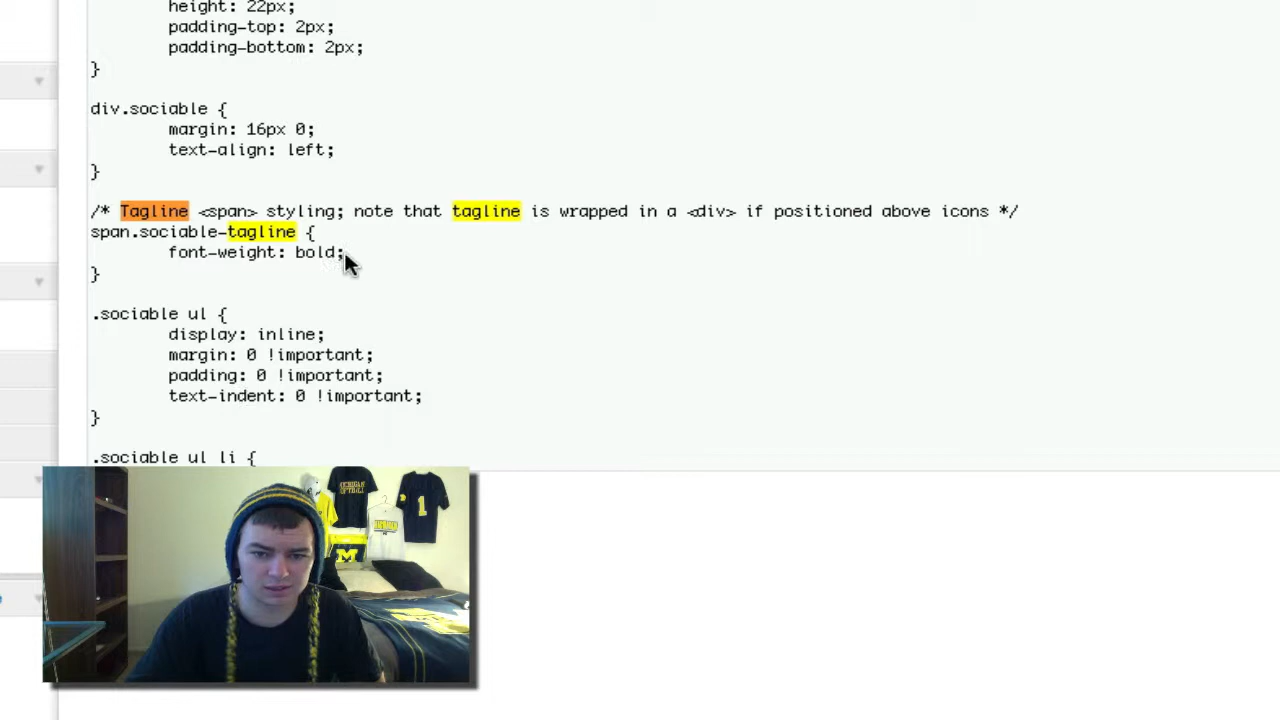 height: 22px;
padding-top: 2px;
padding-bottom: 2px;
}
div.sociable {
margin: 16px 0;
text-align: left;
}
/* Tagline <span> styling; note that tagline is wrapped in a <div> if positioned above icons */
span.sociable-tagline {
font-weight: bold;
}
.sociable ul {
display: inline;
margin: 0 !important;
padding: 0 !important;
text-indent: 0 !important;
}
.sociable ul li {
MICHIGAN
1
M